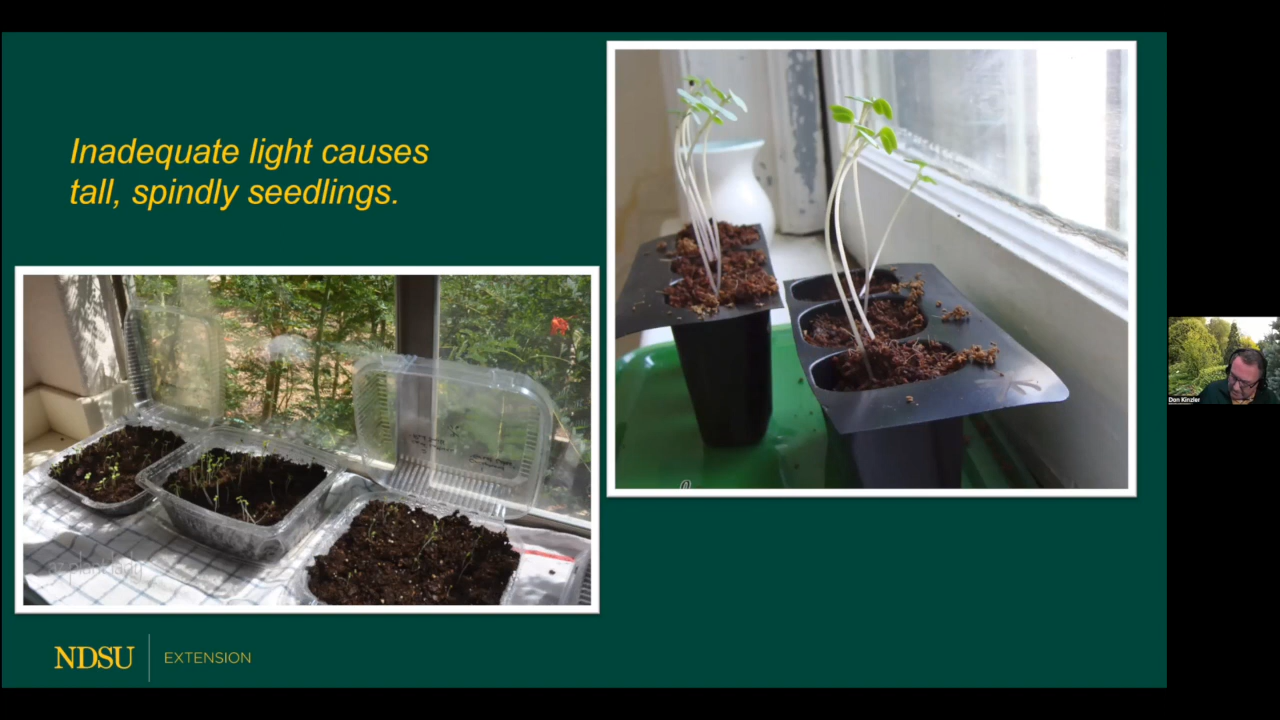 Inadequate light causes
tall, spindly seedlings.
NDSU
EXTENSION
Don Kinzler